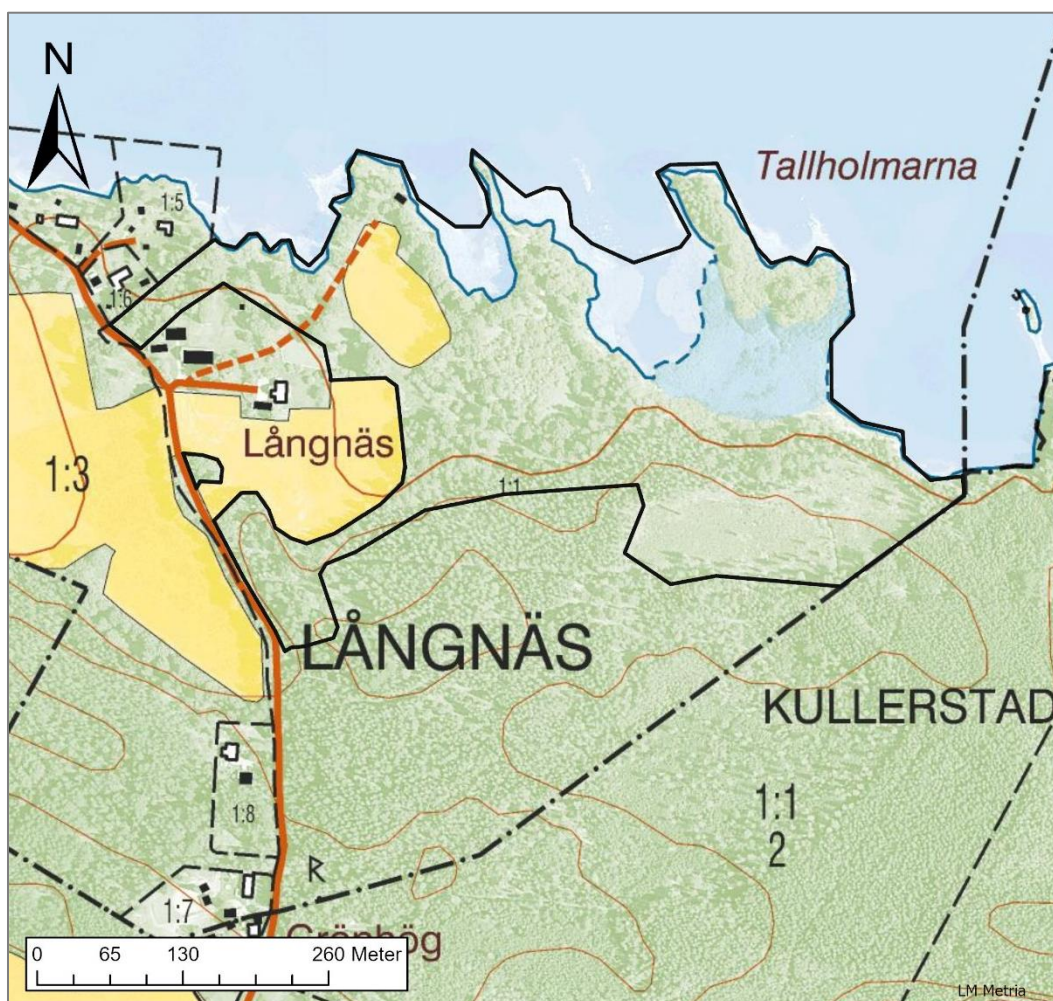 N
Tallholmarna
1:5
1:6
Långnäs
1:3
1:1
LÅNGNÄS
KULLERSTAD
1:1
2
1:8
R
1:7
Grönhög
0 65 130 260 Meter
LM Metria